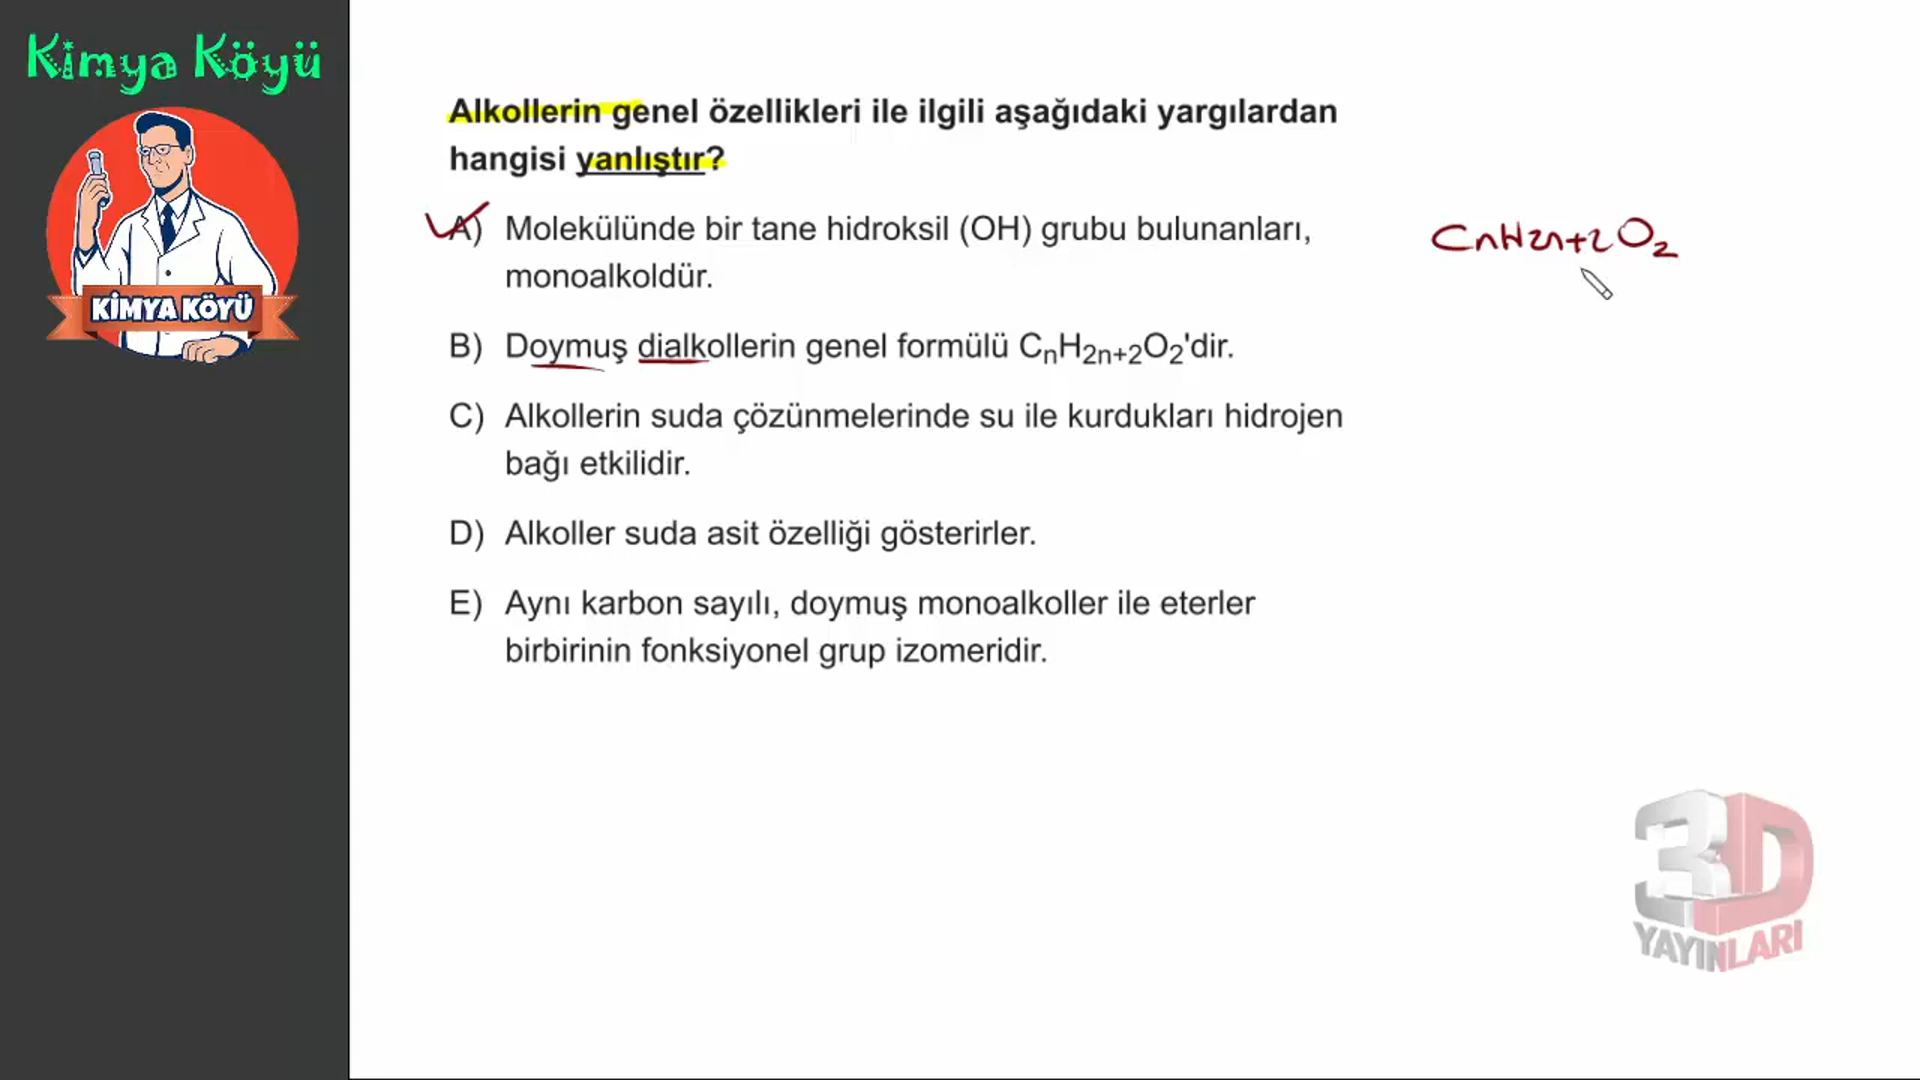 Kimya Köyü
KİMYA KÖYÜ
Alkollerin genel özellikleri ile ilgili aşağıdaki yargılardan
hangisi yanlıştır?
A) Molekülünde bir tane hidroksil (OH) grubu bulunanları,
monoalkoldür.
CnH2n+2O2
B) Doymuş dialkollerin genel formülü CnH2n+2O2'dir.
C) Alkollerin suda çözünmelerinde su ile kurdukları hidrojen
bağı etkilidir.
D) Alkoller suda asit özelliği gösterirler.
E) Aynı karbon sayılı, doymuş monoalkoller ile eterler
birbirinin fonksiyonel grup izomeridir.
3D
YAYINLARI